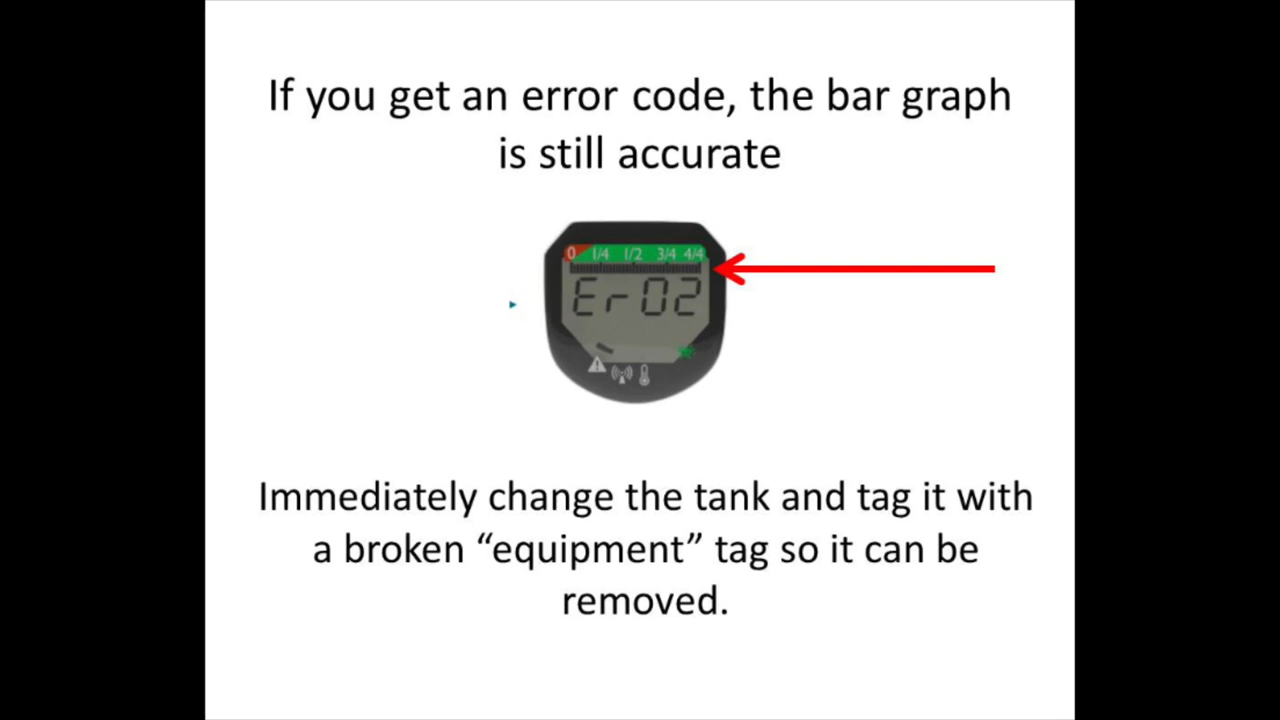 If you get an error code, the bar graph
is still accurate
0 1/4 1/2 3/4 4/4
Er02
Immediately change the tank and tag it with
a broken “equipment” tag so it can be
removed.